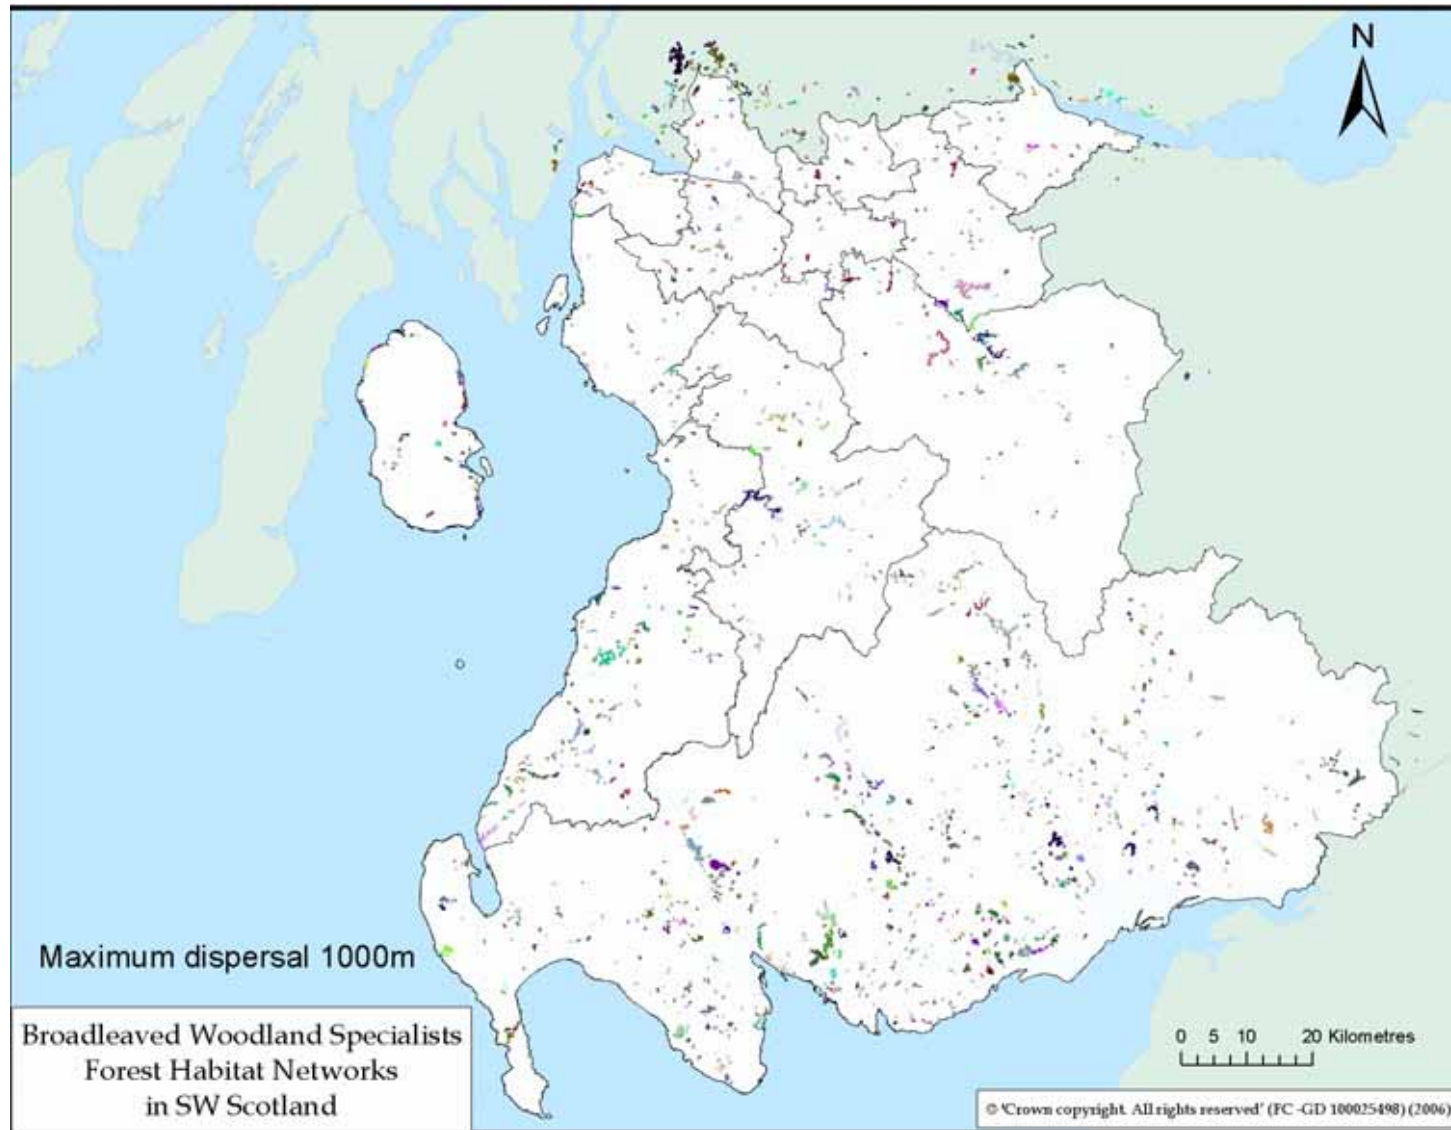 N
Maximum dispersal 1000m
Broadleaved Woodland Specialists
Forest Habitat Networks
in SW Scotland
0 5 10 20 Kilometres
© 'Crown copyright. All rights reserved' (FC -GD 100025498) (2006)